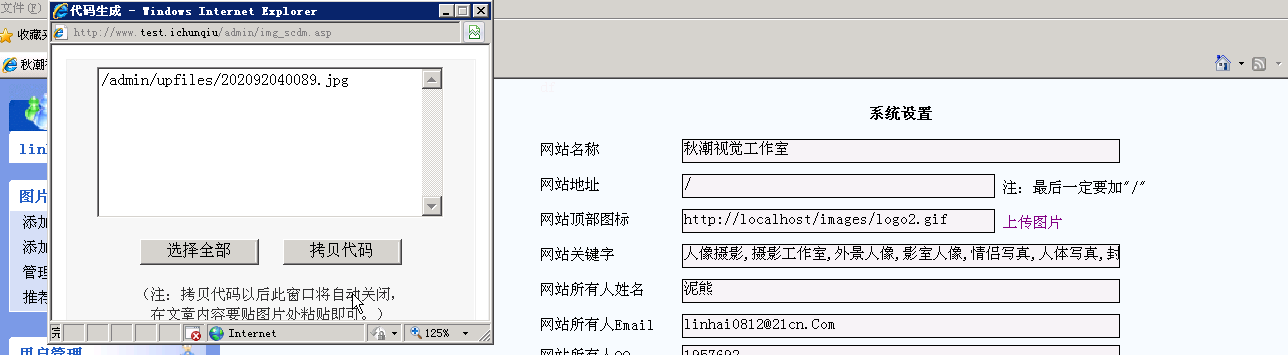 文件(F)
代码生成 - Windows Internet Explorer
收藏夹
http://www.test.ichunqiu/admin/img_scdm.asp
秋潮
/admin/upfiles/202092040089.jpg
系统设置
网站名称 秋潮视觉工作室
网站地址 / 注：最后一定要加"/"
网站顶部图标 http://localhost/images/logo2.gif 上传图片
选择全部 拷贝代码
网站关键字 人像摄影,摄影工作室,外景人像,影室人像,情侣写真,人体写真,封
(注：拷贝代码以后此窗口将自动关闭，
在文章内容要贴图片处粘贴即可。)
网站所有人姓名 泥熊
网站所有人Email linhai0812@21cn.Com
网站所有人QQ 1957692
Internet 125%
lin
图片
添加
添加
管理
推荐
用户管理